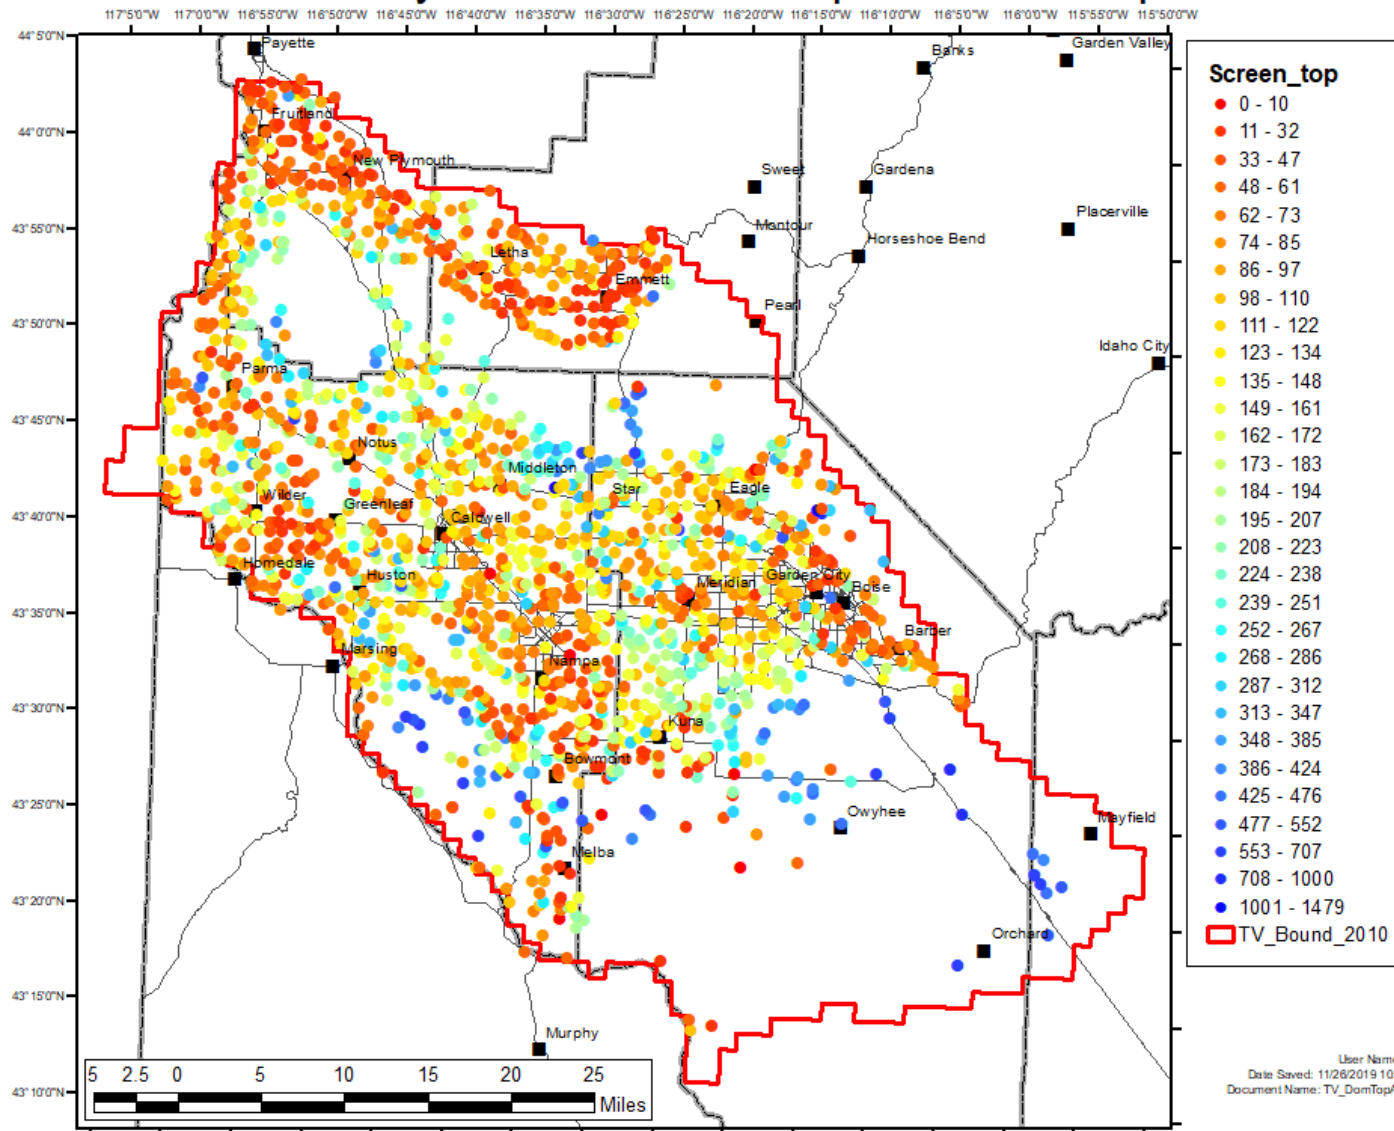 117°5'0"W 117°0'0"W 116°55'0"W 116°50'0"W 116°45'0"W 116°40'0"W 116°35'0"W 116°30'0"W 116°25'0"W 116°20'0"W 116°15'0"W 116°10'0"W 116°5'0"W 116°0'0"W 115°55'0"W 115°50'0"W
44°5'0"N
44°0'0"N
43°55'0"N
43°50'0"N
43°45'0"N
43°40'0"N
43°35'0"N
43°30'0"N
43°25'0"N
43°20'0"N
43°15'0"N
43°10'0"N
Payette
Banks
Garden Valley
Fruitland
New Plymouth
Sweet
Gardena
Placerville
Montour
Horseshoe Bend
Letha
Emmett
Pearl
Idaho City
Parma
Notus
Middleton
Star
Eagle
Wilder
Greenleaf
Caldwell
Homedale
Huston
Meridian
Garden City
Boise
Barber
Marsing
Nampa
Kuna
Bowmont
Owyhee
Mayfield
Melba
Orchard
Murphy
5 2.5 0 5 10 15 20 25
Miles
Screen_top
0 - 10
11 - 32
33 - 47
48 - 61
62 - 73
74 - 85
86 - 97
98 - 110
111 - 122
123 - 134
135 - 148
149 - 161
162 - 172
173 - 183
184 - 194
195 - 207
208 - 223
224 - 238
239 - 251
252 - 267
268 - 286
287 - 312
313 - 347
348 - 385
386 - 424
425 - 476
477 - 552
553 - 707
708 - 1000
1001 - 1479
TV_Bound_2010
User Name
Date Saved: 11/26/2019 10:
Document Name: TV_DomTop